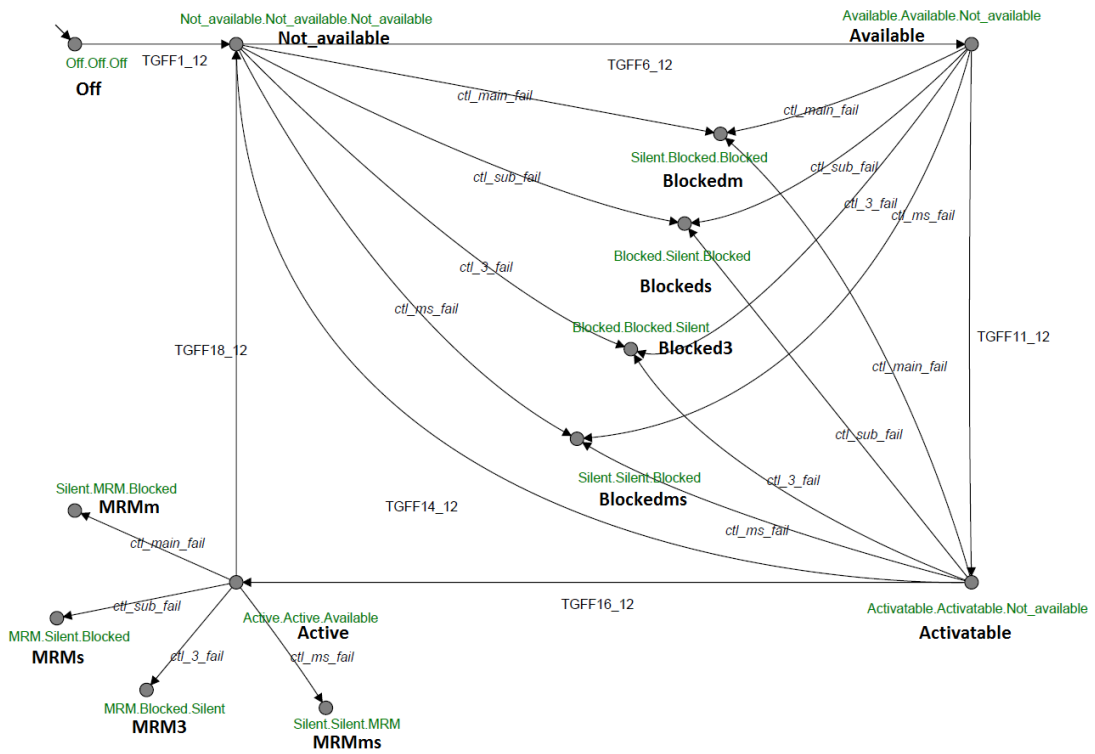 Not_available.Not_available.Not_available
Available.Available.Not_available
Not_available
Available
Off.Off.Off
TGFF1_12
TGFF6_12
Off
ctl_main_fail
ctl_main_fail
Silent.Blocked.Blocked
Blockedm
ctl_sub_fail
ctl_sub_fail
ctl_3_fail
ctl_ms_fail
Blocked.Silent.Blocked
Blockeds
ctl_3_fail
ctl_ms_fail
Blocked.Blocked.Silent
Blocked3
TGFF18_12
TGFF11_12
ctl_main_fail
ctl_sub_fail
Silent.Silent.Blocked
Blockedms
ctl_3_fail
Silent.MRM.Blocked
MRMm
TGFF14_12
ctl_ms_fail
ctl_main_fail
ctl_sub_fail
TGFF16_12
Active.Active.Available
Active
Activatable.Activatable.Not_available
Activatable
MRM.Silent.Blocked
MRMs
ctl_3_fail
ctl_ms_fail
MRM.Blocked.Silent
MRM3
Silent.Silent.MRM
MRMms